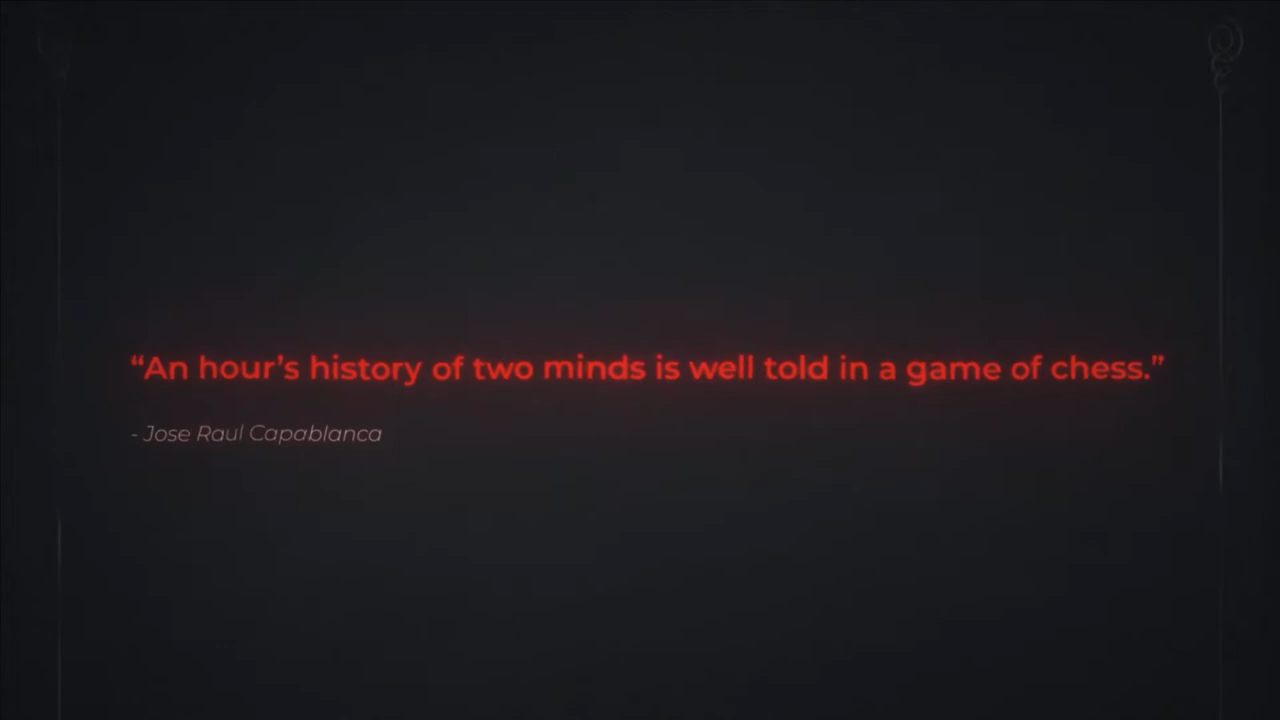 “An hour’s history of two minds is well told in a game of chess.”
- Jose Raul Capablanca